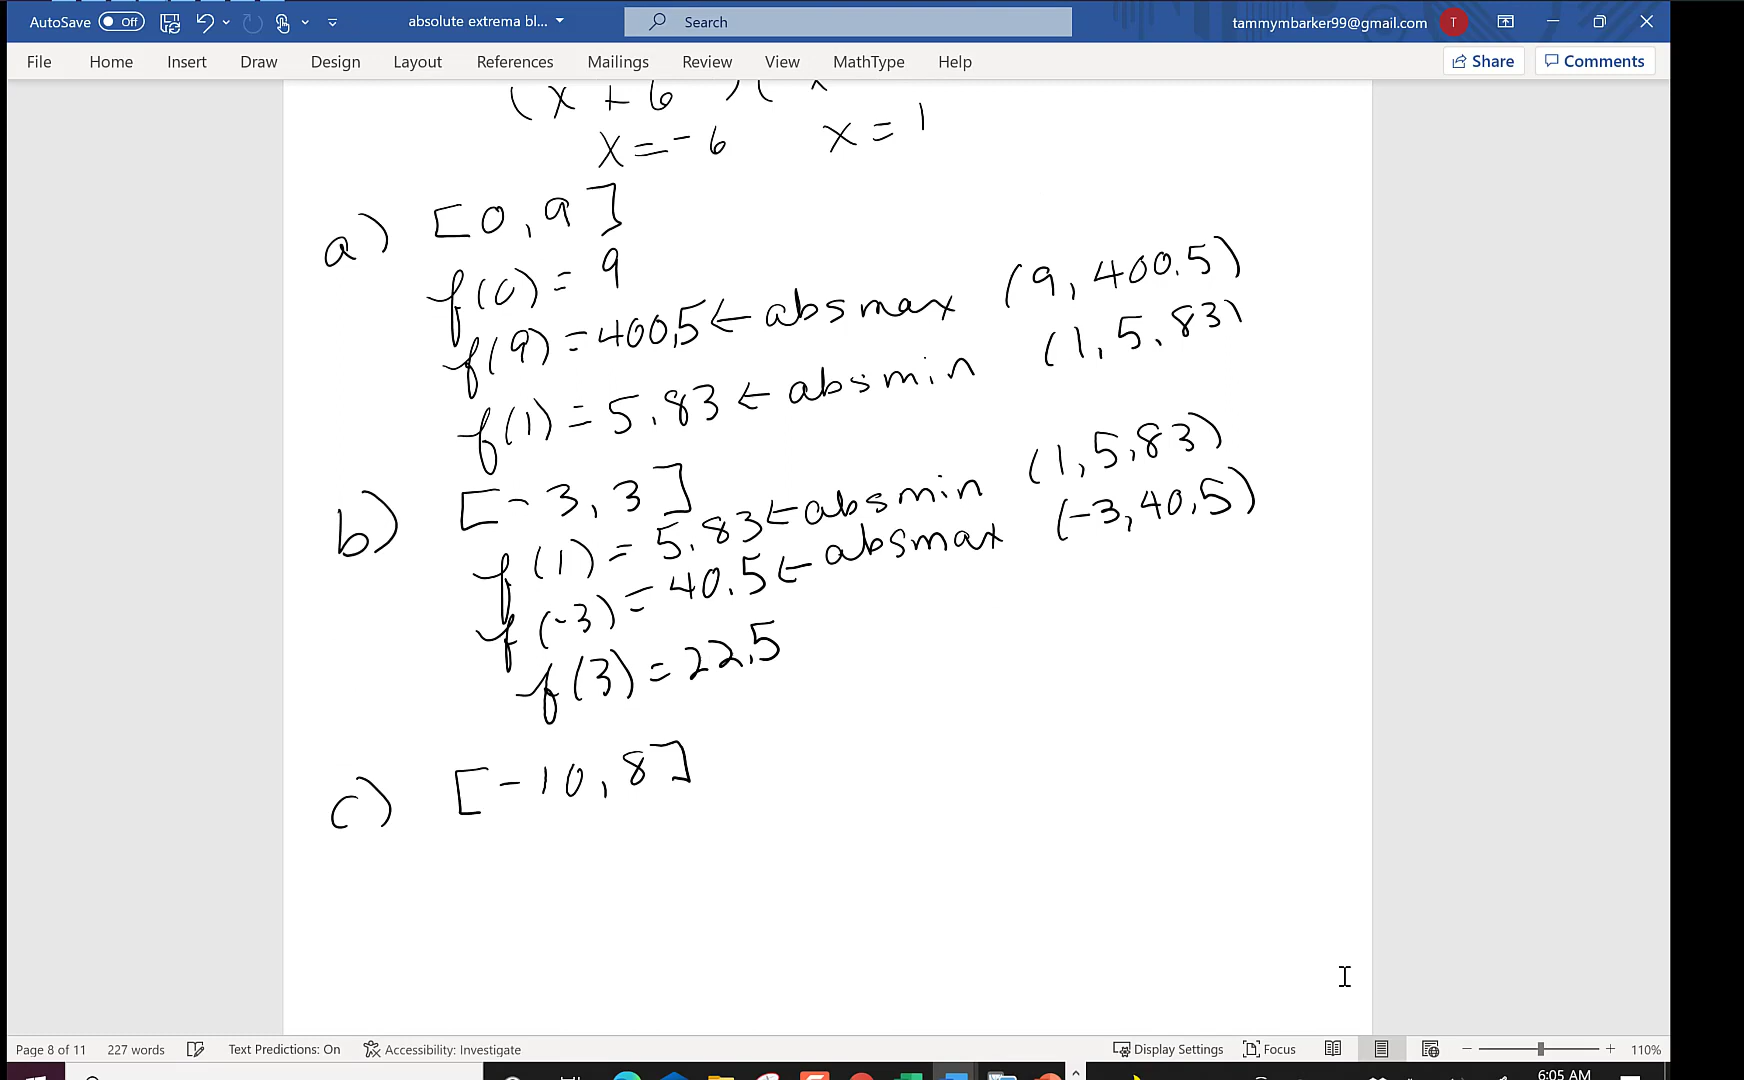 AutoSave Off absolute extrema bl... Search tammymbarker99@gmail.com T
File Home Insert Draw Design Layout References Mailings Review View MathType Help Share Comments
(x + 6 )( x
x = -6 x = 1
a) [0, 9]
f(0) = 9
f(9) = 400.5 ← abs max (9, 400.5)
f(1) = 5.83 ← abs min (1, 5.83)
b) [-3, 3]
f(1) = 5.83 ← abs min (1, 5.83)
f(-3) = 40.5 ← abs max (-3, 40.5)
f(3) = 22.5
c) [-10, 8]
Page 8 of 11 227 words Text Predictions: On Accessibility: Investigate Display Settings Focus 110%
6:05 AM